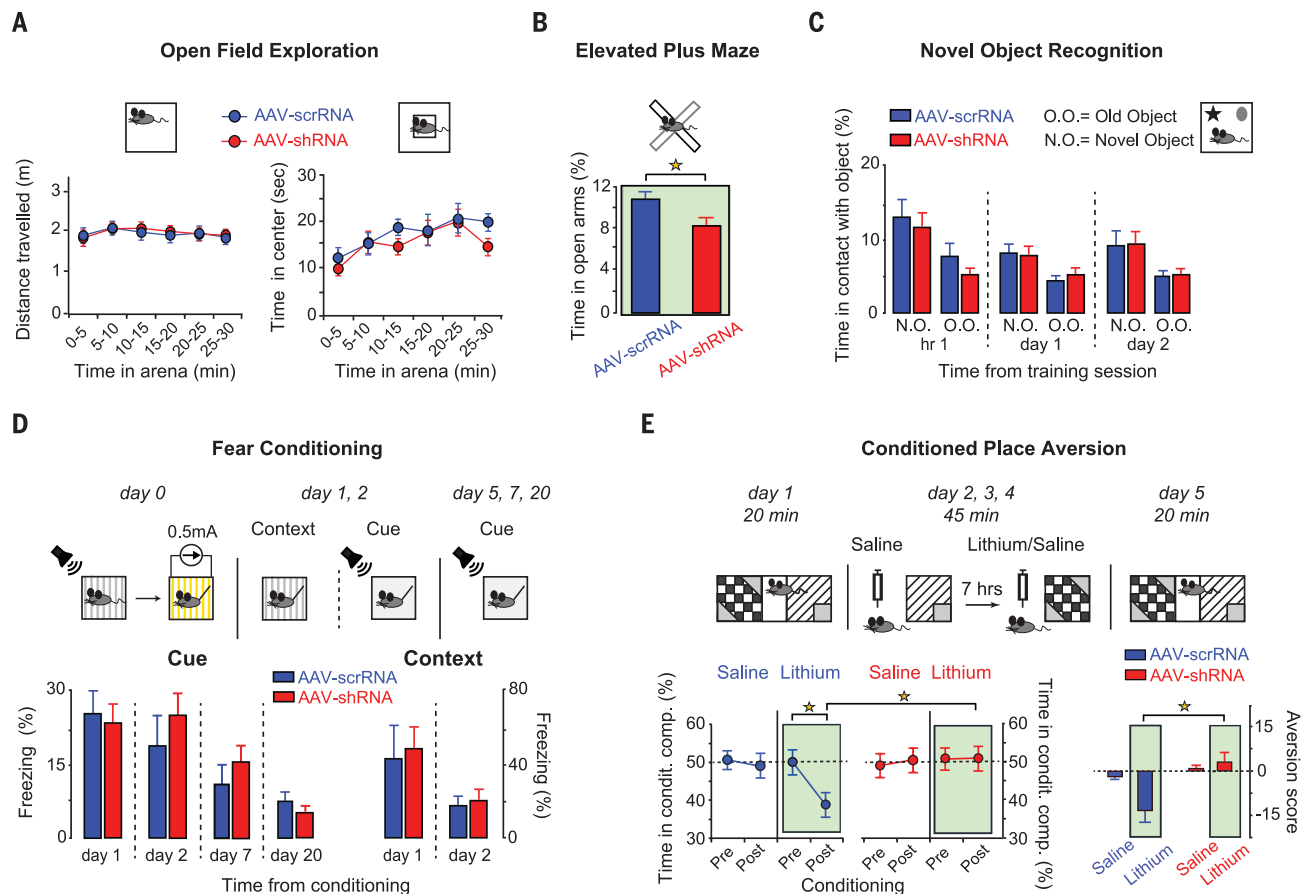 A
Open Field Exploration
AAV-scrRNA
AAV-shRNA
Distance travelled (m)
3
2
1
0
0-5
5-10
10-15
15-20
20-25
25-30
Time in arena (min)
Time in center (sec)
30
20
10
0
0-5
5-10
10-15
15-20
20-25
25-30
Time in arena (min)
B
Elevated Plus Maze
Time in open arms (%)
12
8
4
0
AAV-scrRNA
AAV-shRNA
C
Novel Object Recognition
AAV-scrRNA
AAV-shRNA
O.O.= Old Object
N.O.= Novel Object
Time in contact with object (%)
20
10
0
N.O. O.O. N.O. O.O. N.O. O.O.
hr 1 day 1 day 2
Time from training session
D
Fear Conditioning
day 0
day 1, 2
day 5, 7, 20
0.5mA
Context
Cue
Cue
Cue
Context
AAV-scrRNA
AAV-shRNA
Freezing (%)
30
15
0
80
40
0
Freezing (%)
day 1 day 2 day 7 day 20 day 1 day 2
Time from conditioning
E
Conditioned Place Aversion
day 1
20 min
day 2, 3, 4
45 min
day 5
20 min
Saline
Lithium/Saline
7 hrs
Saline Lithium
Saline Lithium
AAV-scrRNA
AAV-shRNA
Time in condit. comp. (%)
60
50
40
30
Pre
Post
Pre
Post
Pre
Post
Pre
Post
Conditioning
60
50
40
30
Time in condit. comp. (%)
15
0
-15
Aversion score
Saline
Lithium
Saline
Lithium